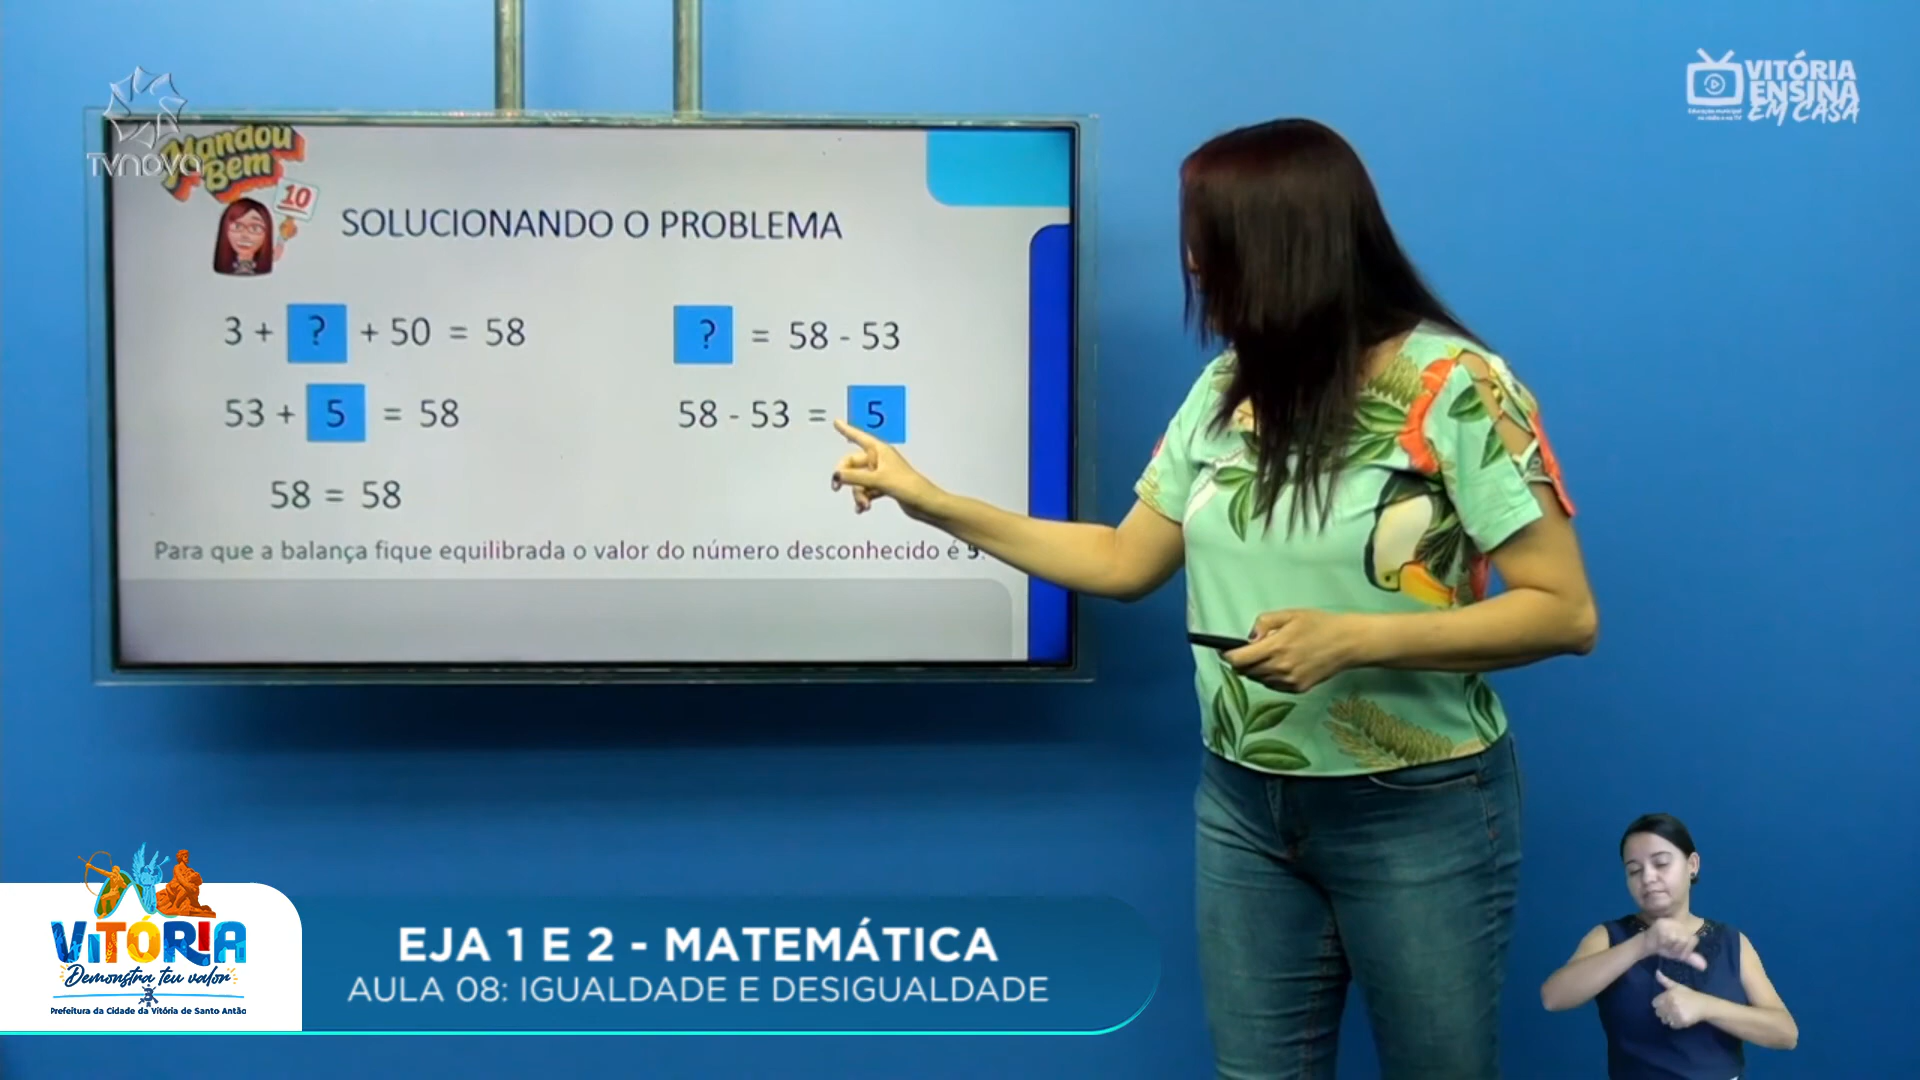 TVNOVA
VITÓRIA
ENSINA
EM CASA
Mandou
Bem
10
SOLUCIONANDO O PROBLEMA
3 + ? + 50 = 58
? = 58 - 53
53 + 5 = 58
58 - 53 = 5
58 = 58
Para que a balança fique equilibrada o valor do número desconhecido é 5.
VITÓRIA
Demonstra teu valor
Prefeitura da Cidade da Vitória de Santo Antão
EJA 1 E 2 - MATEMÁTICA
AULA 08: IGUALDADE E DESIGUALDADE